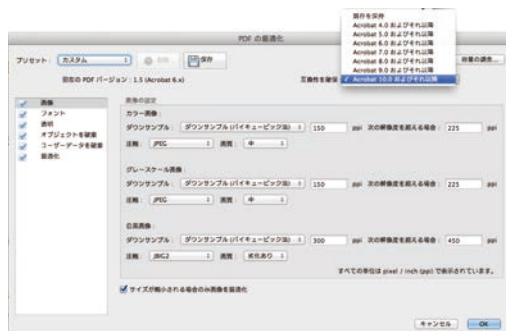 既存を保持
Acrobat 4.0 およびそれ以降
Acrobat 5.0 およびそれ以降
Acrobat 6.0 およびそれ以降
Acrobat 7.0 およびそれ以降
Acrobat 8.0 およびそれ以降
Acrobat 9.0 およびそれ以降
✓ Acrobat 10.0 およびそれ以降
PDF の最適化
プリセット： カスタム 削除 保存 容量の調査...
現在の PDF バージョン：1.5 (Acrobat 6.x) 互換性を確保
画像
フォント
透明
オブジェクトを破棄
ユーザーデータを破棄
最適化
画像の設定
カラー画像：
ダウンサンプル： ダウンサンプル (バイキュービック法) 150 ppi 次の解像度を超える場合： 225 ppi
圧縮： JPEG 画質： 中
グレースケール画像：
ダウンサンプル： ダウンサンプル (バイキュービック法) 150 ppi 次の解像度を超える場合： 225 ppi
圧縮： JPEG 画質： 中
白黒画像：
ダウンサンプル： ダウンサンプル (バイキュービック法) 300 ppi 次の解像度を超える場合： 450 ppi
圧縮： JBIG2 画質： 劣化あり
すべての単位は pixel / inch (ppi) で表示されています。
サイズが縮小される場合のみ画像を最適化
キャンセル OK